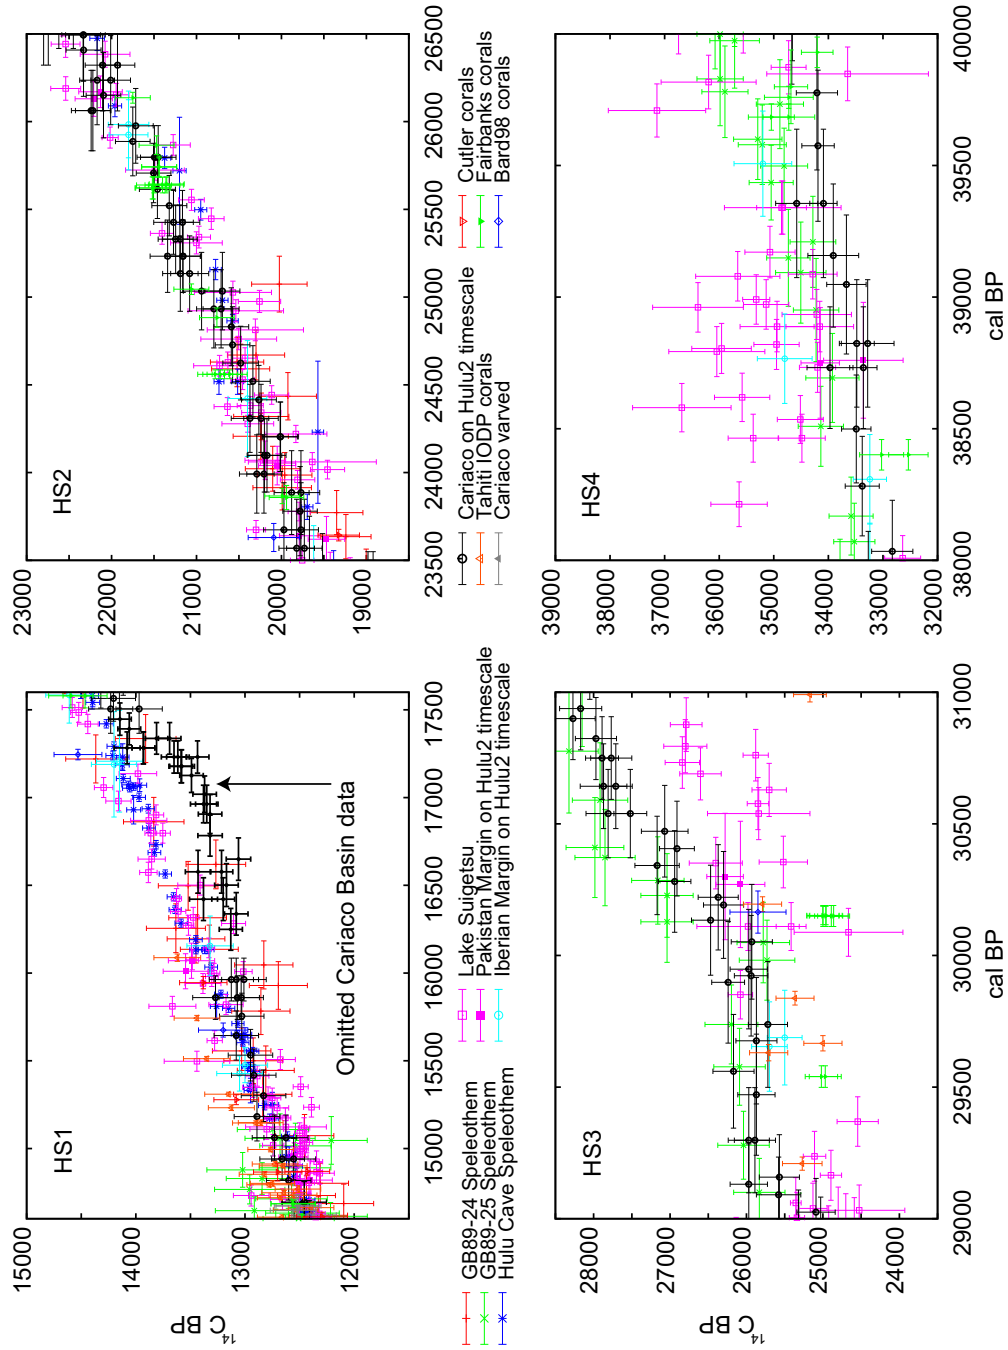 HS1
15000
14000
13000
12000
¹⁴C BP
Omitted Cariaco Basin data
15000 15500 16000 16500 17000 17500
HS2
23000
22000
21000
20000
19000
23500 24000 24500 25000 25500 26000 26500
GB89-24 Speleothem
GB89-25 Speleothem
Hulu Cave Speleothem
Lake Suigetsu
Pakistan Margin on Hulu2 timescale
Iberian Margin on Hulu2 timescale
Cariaco on Hulu2 timescale
Tahiti IODP corals
Cariaco varved
Cutler corals
Fairbanks corals
Bard98 corals
HS3
28000
27000
26000
25000
24000
¹⁴C BP
29000 29500 30000 30500 31000
cal BP
HS4
39000
38000
37000
36000
35000
34000
33000
32000
38000 38500 39000 39500 40000
cal BP